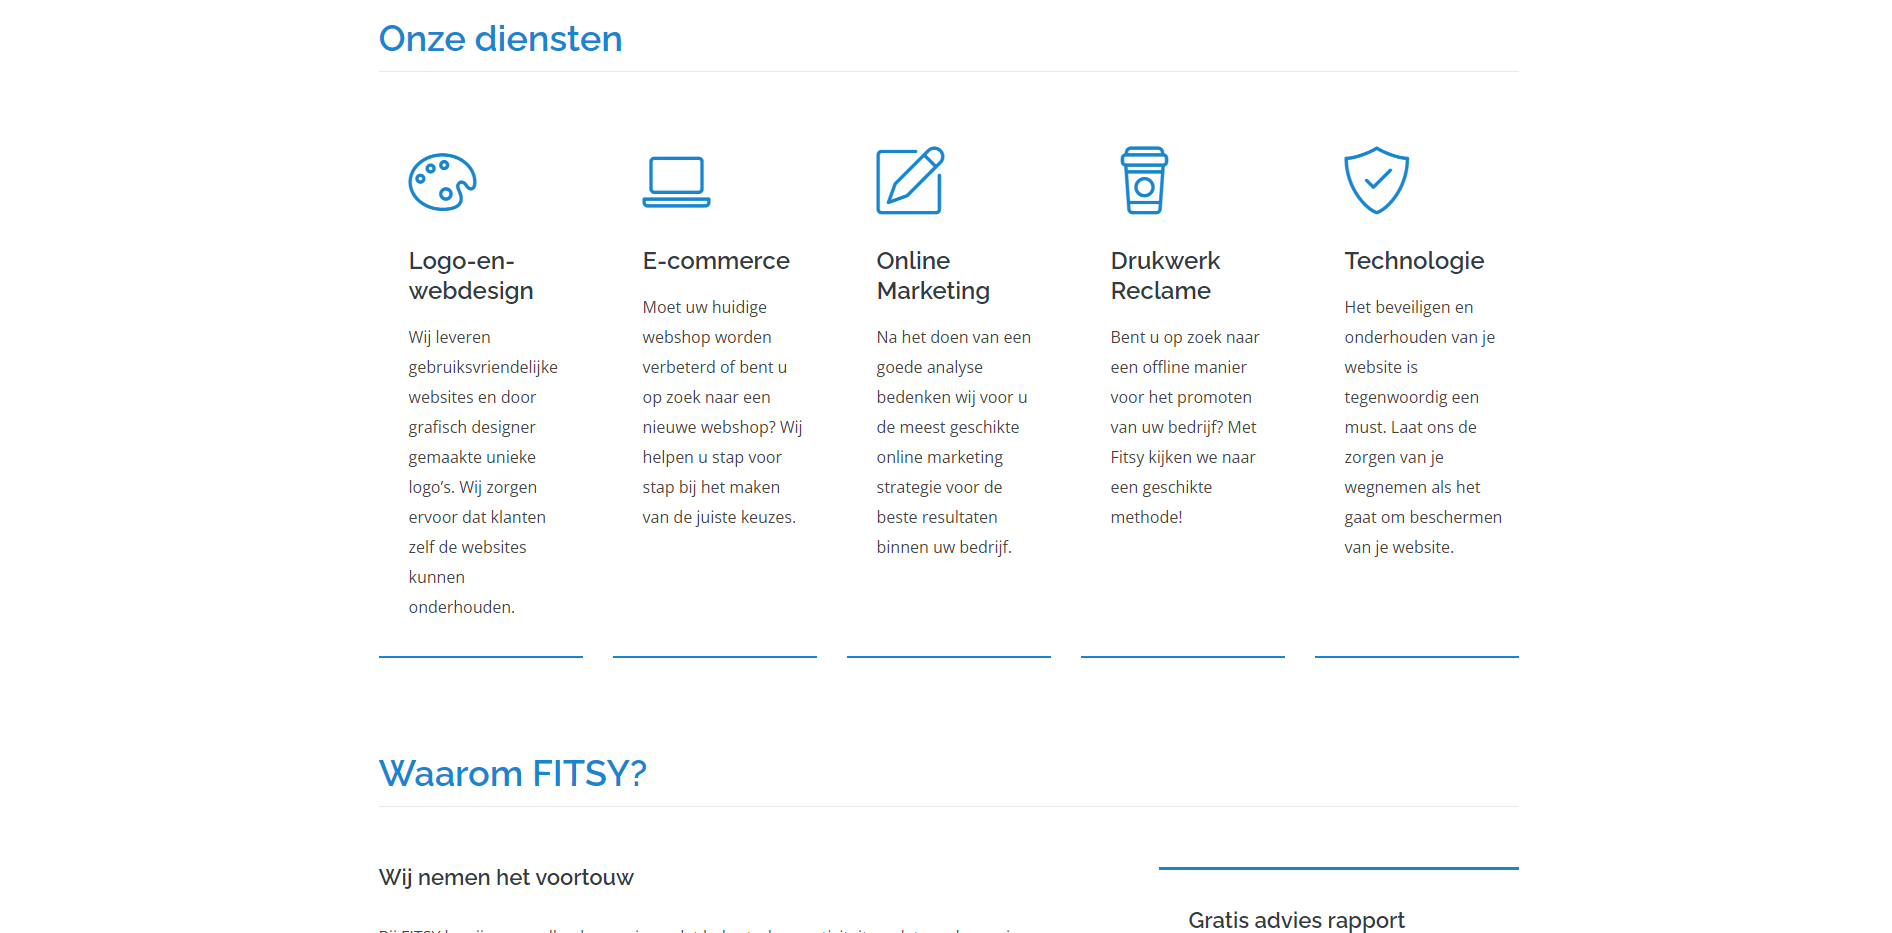 Onze diensten
Logo-en-
webdesign
Wij leveren
gebruiksvriendelijke
websites en door
grafisch designer
gemaakte unieke
logo’s. Wij zorgen
ervoor dat klanten
zelf de websites
kunnen
onderhouden.
E-commerce
Moet uw huidige
webshop worden
verbeterd of bent u
op zoek naar een
nieuwe webshop? Wij
helpen u stap voor
stap bij het maken
van de juiste keuzes.
Online
Marketing
Na het doen van een
goede analyse
bedenken wij voor u
de meest geschikte
online marketing
strategie voor de
beste resultaten
binnen uw bedrijf.
Drukwerk
Reclame
Bent u op zoek naar
een offline manier
voor het promoten
van uw bedrijf? Met
Fitsy kijken we naar
een geschikte
methode!
Technologie
Het beveiligen en
onderhouden van je
website is
tegenwoordig een
must. Laat ons de
zorgen van je
wegnemen als het
gaat om beschermen
van je website.
Waarom FITSY?
Wij nemen het voortouw
Gratis advies rapport